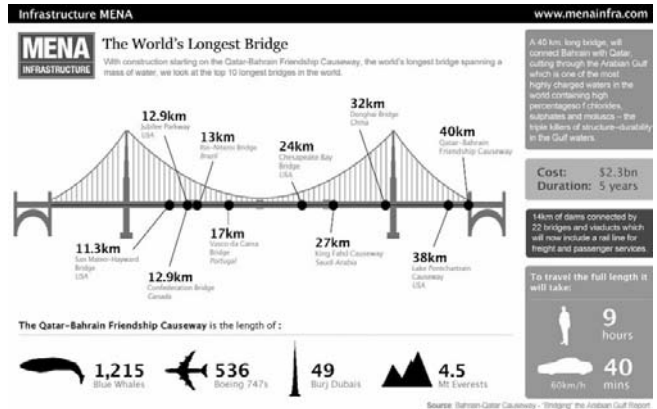 Infrastructure MENA
www.menainfra.com
MENA
INFRASTRUCTURE
The World's Longest Bridge
With construction starting on the Qatar-Bahrain Friendship Causeway, the world's longest bridge spanning a
mass of water, we look at the top 10 longest bridges in the world.
12.9km
Jubilee Parkway
USA
13km
Rio-Niteroi Bridge
Brazil
24km
Chesapeake Bay
Bridge
USA
32km
Donghai Bridge
China
40km
Qatar-Bahrain
Friendship Causeway
11.3km
San Mateo-Hayward
Bridge
USA
12.9km
Confederation Bridge
Canada
17km
Vasco da Gama
Bridge
Portugal
27km
King Fahd Causeway
Saudi Arabia
38km
Lake Pontchartrain
Causeway
USA
A 40 km, long bridge, will
connect Bahrain with Qatar,
cutting through the Arabian Gulf
which is one of the most
highly charged waters in the
world containing high
percentageso f chlorides,
sulphates and moluscs – the
triple killers of structure-durability
in the Gulf waters.
Cost: $2.3bn
Duration: 5 years
14km of dams connected by
22 bridges and viaducts which
will now include a rail line for
freight and passenger services.
To travel the full length it
will take:
9
hours
40
mins
60km/h
The Qatar-Bahrain Friendship Causeway is the length of :
1,215
Blue Whales
536
Boeing 747s
49
Burj Dubais
4.5
Mt Everests
Source: Bahrain-Qatar Causeway - "Bridging" the Arabian Gulf Report